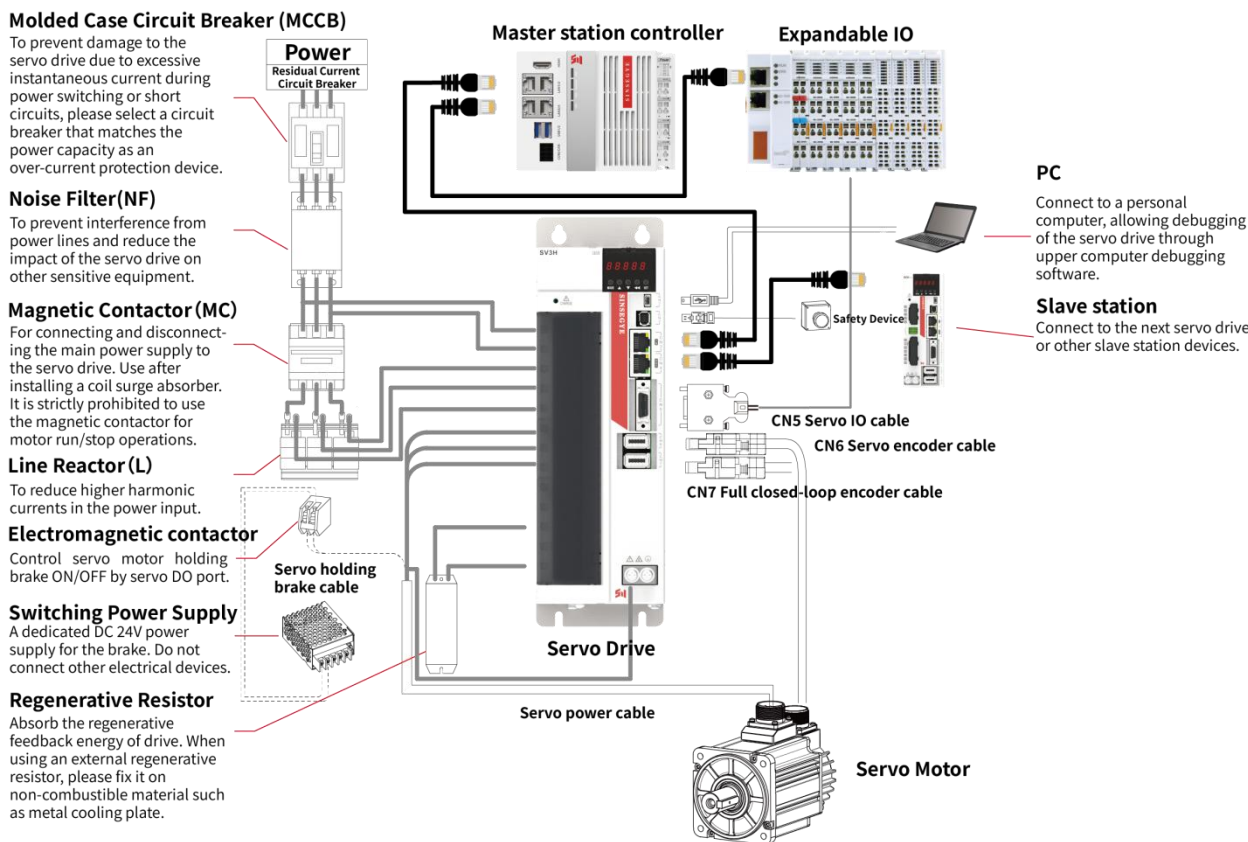 Molded Case Circuit Breaker (MCCB)
To prevent damage to the
servo drive due to excessive
instantaneous current during
power switching or short
circuits, please select a circuit
breaker that matches the
power capacity as an
over-current protection device.
Noise Filter(NF)
To prevent interference from
power lines and reduce the
impact of the servo drive on
other sensitive equipment.
Magnetic Contactor(MC)
For connecting and disconnect-
ing the main power supply to
the servo drive. Use after
installing a coil surge absorber.
It is strictly prohibited to use
the magnetic contactor for
motor run/stop operations.
Line Reactor(L)
To reduce higher harmonic
currents in the power input.
Electromagnetic contactor
Control servo motor holding
brake ON/OFF by servo DO port.
Switching Power Supply
A dedicated DC 24V power
supply for the brake. Do not
connect other electrical devices.
Regenerative Resistor
Absorb the regenerative
feedback energy of drive. When
using an external regenerative
resistor, please fix it on
non-combustible material such
as metal cooling plate.
Power
Residual Current
Circuit Breaker
Servo holding
brake cable
Master station controller
SINSEGYE
Expandable IO
SV3H
SINSEGYE
Servo Drive
Safety Device
CN5 Servo IO cable
CN6 Servo encoder cable
CN7 Full closed-loop encoder cable
Servo power cable
Servo Motor
PC
Connect to a personal
computer, allowing debugging
of the servo drive through
upper computer debugging
software.
Slave station
Connect to the next servo drive
or other slave station devices.